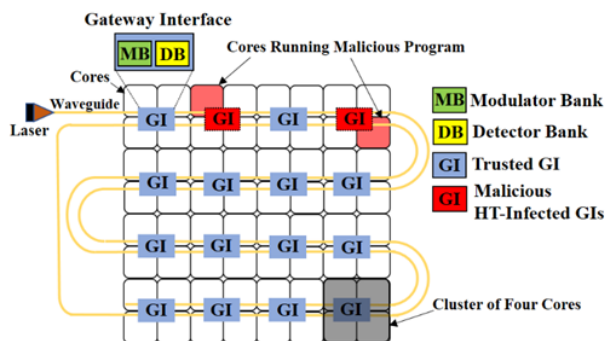 Gateway Interface
MB DB
Cores Running Malicious Program
Cores
Waveguide
Laser
GI GI GI GI
GI GI GI GI
GI GI GI GI
GI GI GI GI
MB Modulator Bank
DB Detector Bank
GI Trusted GI
GI Malicious
HT-Infected GIs
Cluster of Four Cores